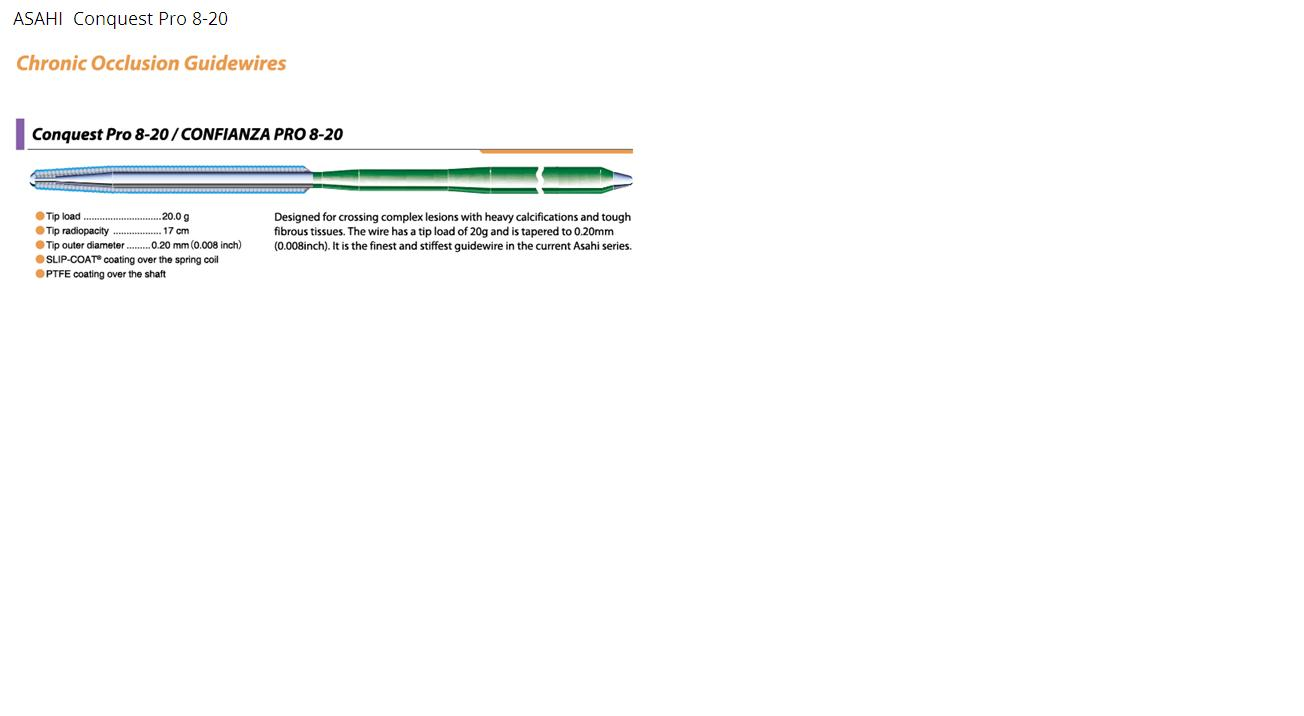 ASAHI Conquest Pro 8-20
Chronic Occlusion Guidewires
Conquest Pro 8-20 / CONFIANZA PRO 8-20
Tip load ............................20.0 g
Tip radiopacity .................17 cm
Tip outer diameter ........0.20 mm (0.008 inch)
SLIP-COAT® coating over the spring coil
PTFE coating over the shaft
Designed for crossing complex lesions with heavy calcifications and tough
fibrous tissues. The wire has a tip load of 20g and is tapered to 0.20mm
(0.008inch). It is the finest and stiffest guidewire in the current Asahi series.